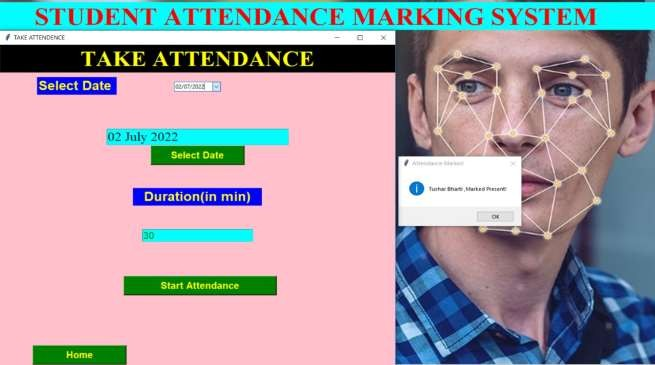 STUDENT ATTENDANCE MARKING SYSTEM
TAKE ATTENDENCE
TAKE ATTENDANCE
Select Date
02/07/2022
02 July 2022
Select Date
Duration(in min)
30
Start Attendance
Home
Attendance Marked
Tushar Bharti ,Marked Present!
OK